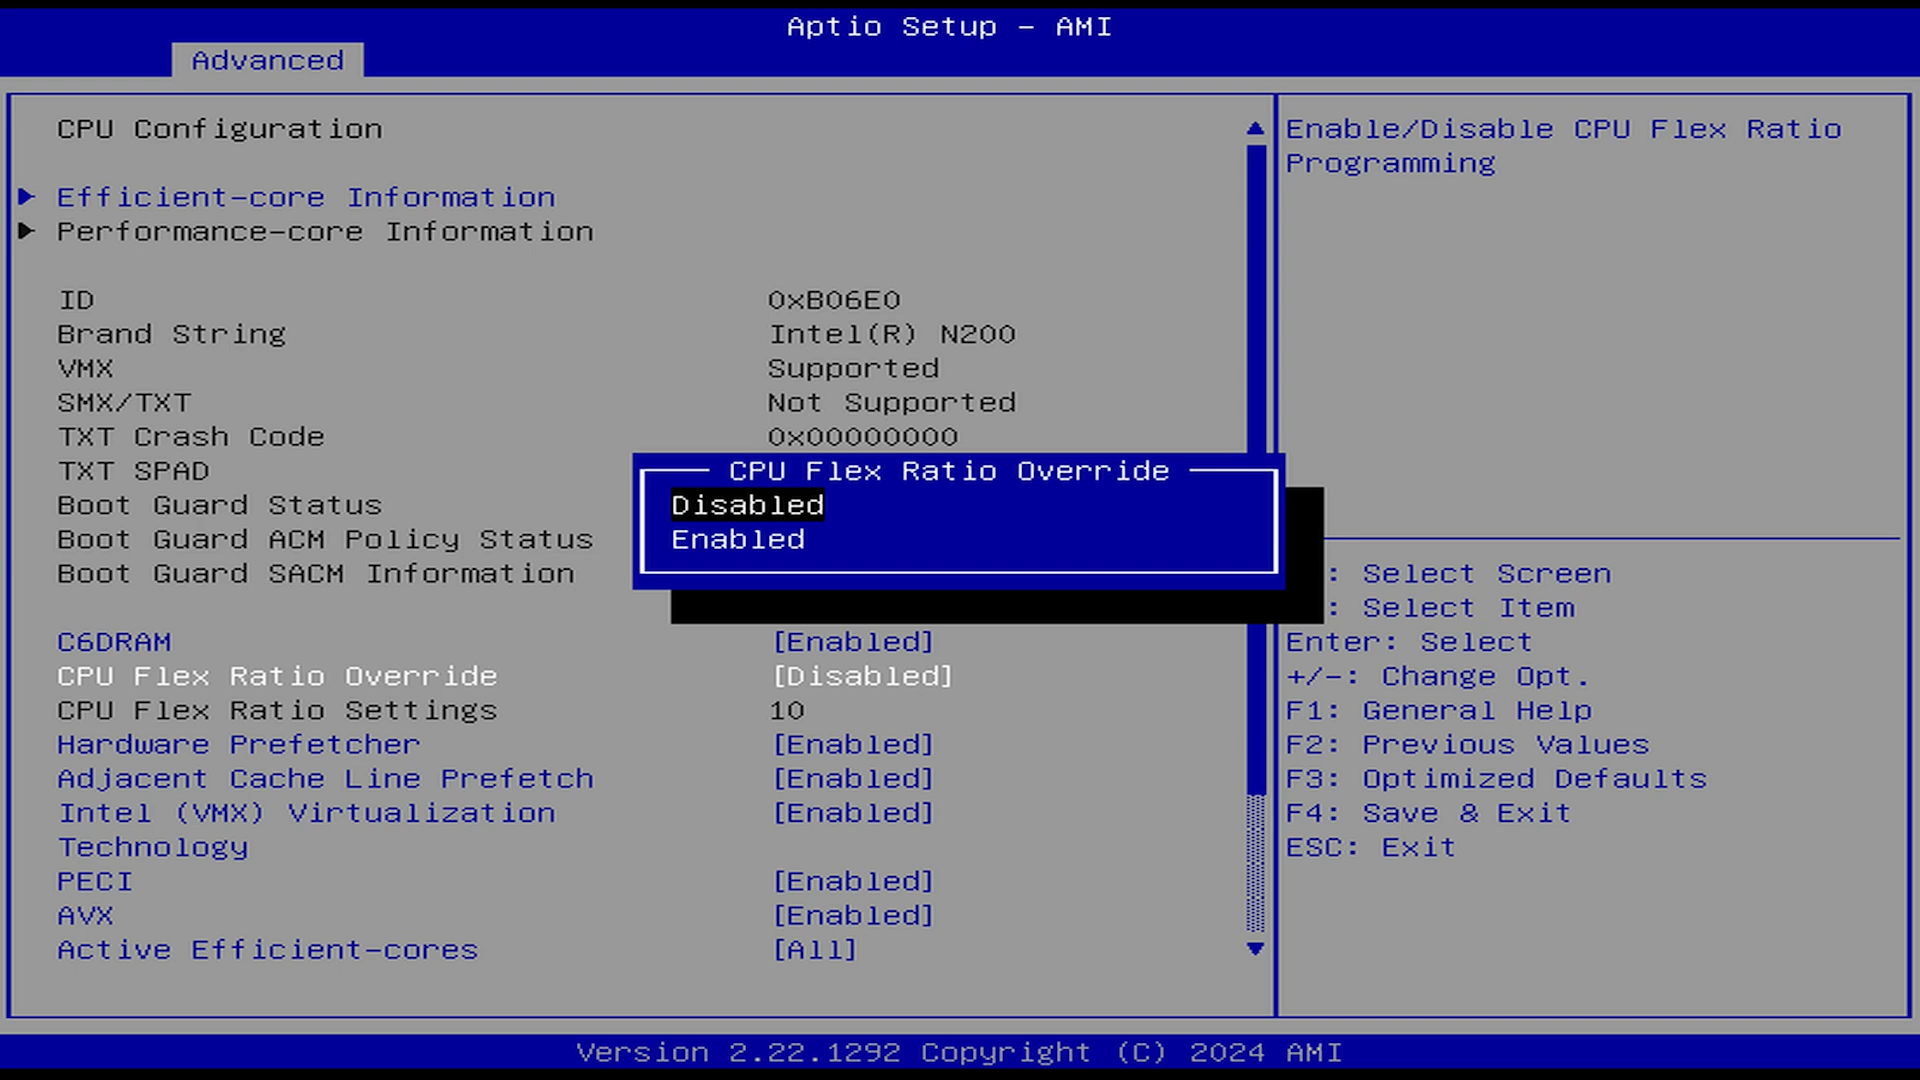 Aptio Setup – AMI
Advanced
CPU Configuration
Efficient-core Information
Performance-core Information
ID 0xB06E0
Brand String Intel(R) N200
VMX Supported
SMX/TXT Not Supported
TXT Crash Code 0x00000000
TXT SPAD
Boot Guard Status
Boot Guard ACM Policy Status
Boot Guard SACM Information
C6DRAM [Enabled]
CPU Flex Ratio Override [Disabled]
CPU Flex Ratio Settings 10
Hardware Prefetcher [Enabled]
Adjacent Cache Line Prefetch [Enabled]
Intel (VMX) Virtualization [Enabled]
Technology
PECI [Enabled]
AVX [Enabled]
Active Efficient-cores [All]
CPU Flex Ratio Override
Disabled
Enabled
Enable/Disable CPU Flex Ratio
Programming
: Select Screen
: Select Item
Enter: Select
+/-: Change Opt.
F1: General Help
F2: Previous Values
F3: Optimized Defaults
F4: Save & Exit
ESC: Exit
Version 2.22.1292 Copyright (C) 2024 AMI